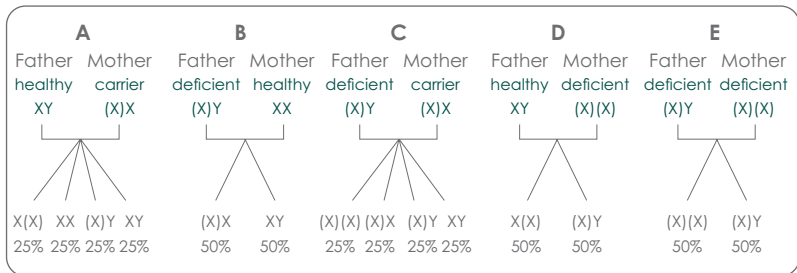 A B C D E
Father Mother Father Mother Father Mother Father Mother Father Mother
healthy carrier deficient healthy deficient carrier healthy deficient deficient deficient
XY (X)X (X)Y XX (X)Y (X)X XY (X)(X) (X)Y (X)(X)
X(X) XX (X)Y XY (X)X XY (X)(X) (X)X (X)Y XY X(X) (X)Y (X)(X) (X)Y
25% 25% 25% 25% 50% 50% 25% 25% 25% 25% 50% 50% 50% 50%